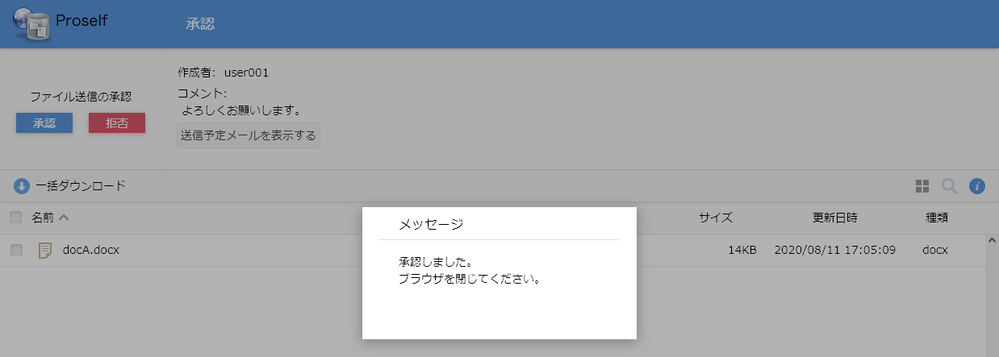 Proself
承認
ファイル送信の承認
承認
拒否
作成者: user001
コメント:
よろしくお願いします。
送信予定メールを表示する
一括ダウンロード
名前
サイズ
更新日時
種類
docA.docx
14KB
2020/08/11 17:05:09
docx
メッセージ
承認しました。
ブラウザを閉じてください。